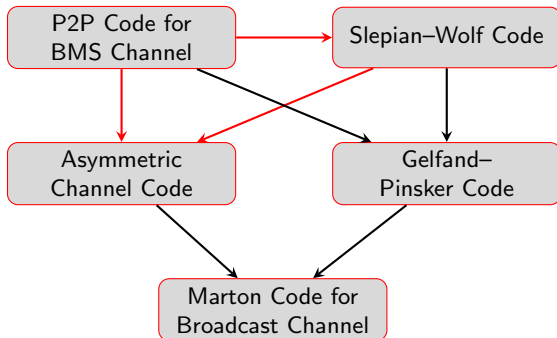 P2P Code for
BMS Channel
Slepian–Wolf Code
Asymmetric
Channel Code
Gelfand–
Pinsker Code
Marton Code for
Broadcast Channel